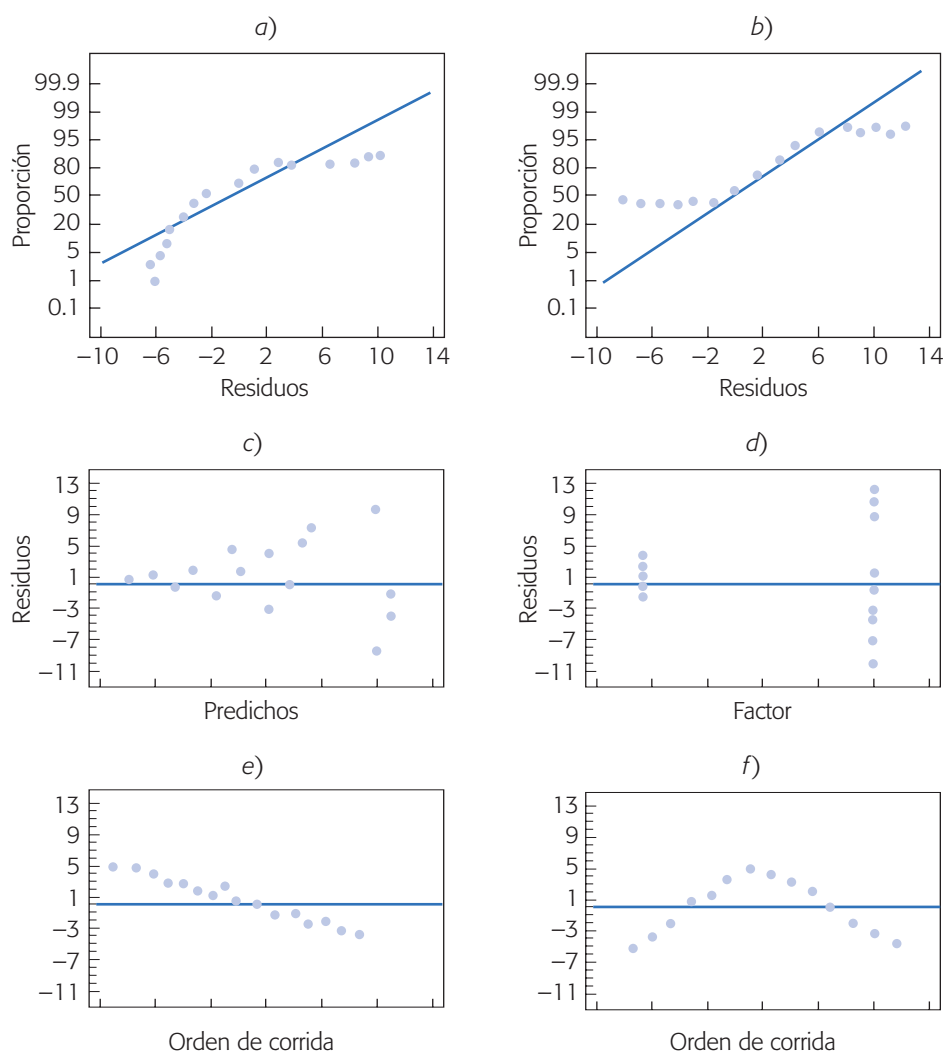 a)
99.9
99
95
80
50
20
5
1
0.1
Proporción
−10 −6 −2 2 6 10 14
Residuos
b)
99.9
99
95
80
50
20
5
1
0.1
Proporción
−10 −6 −2 2 6 10 14
Residuos
c)
13
9
5
1
−3
−7
−11
Residuos
Predichos
d)
13
9
5
1
−3
−7
−11
Residuos
Factor
e)
13
9
5
1
−3
−7
−11
Orden de corrida
f)
13
9
5
1
−3
−7
−11
Orden de corrida